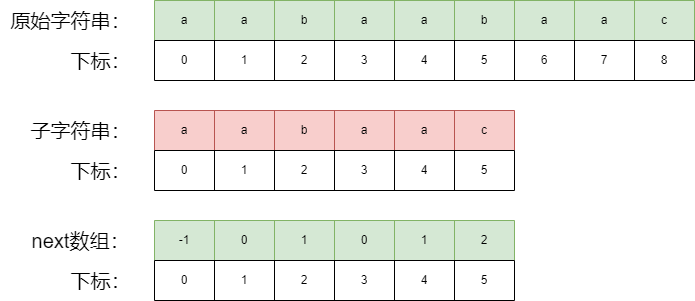 原始字符串： a a b a a b a a c
下标： 0 1 2 3 4 5 6 7 8
子字符串： a a b a a c
下标： 0 1 2 3 4 5
next数组： -1 0 1 0 1 2
下标： 0 1 2 3 4 5